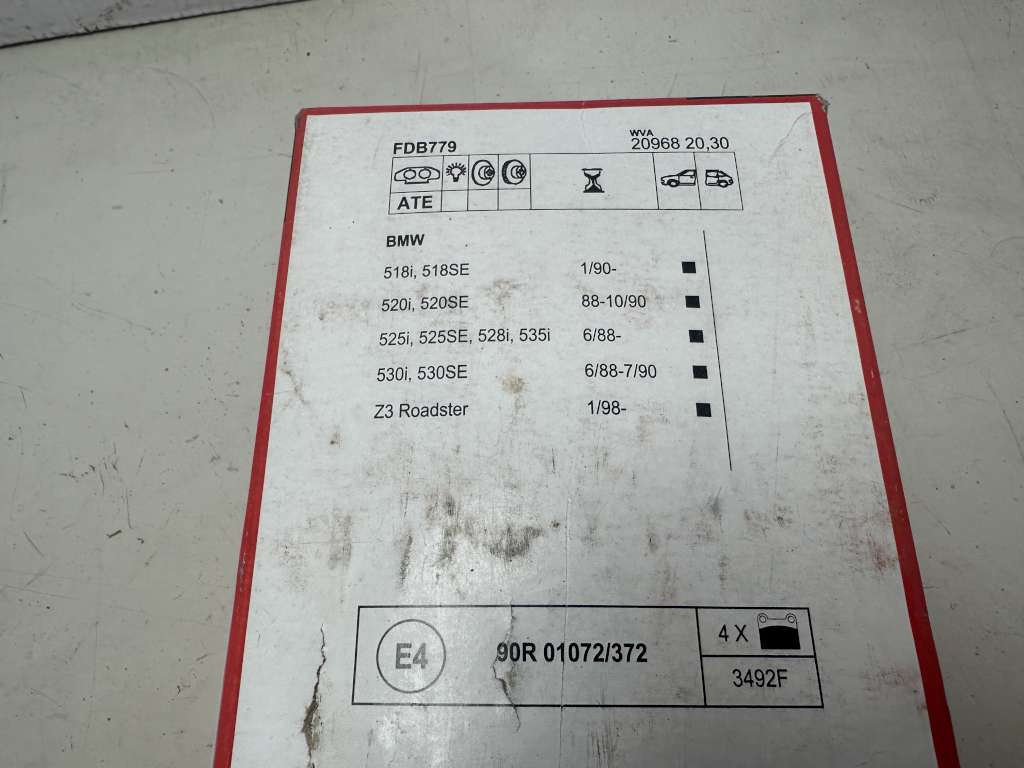 FDB779
WVA
20968 20,30
ATE
BMW
518i, 518SE 1/90-
520i, 520SE 88-10/90
525i, 525SE, 528i, 535i 6/88-
530i, 530SE 6/88-7/90
Z3 Roadster 1/98-
E4 90R 01072/372
4 X
3492F